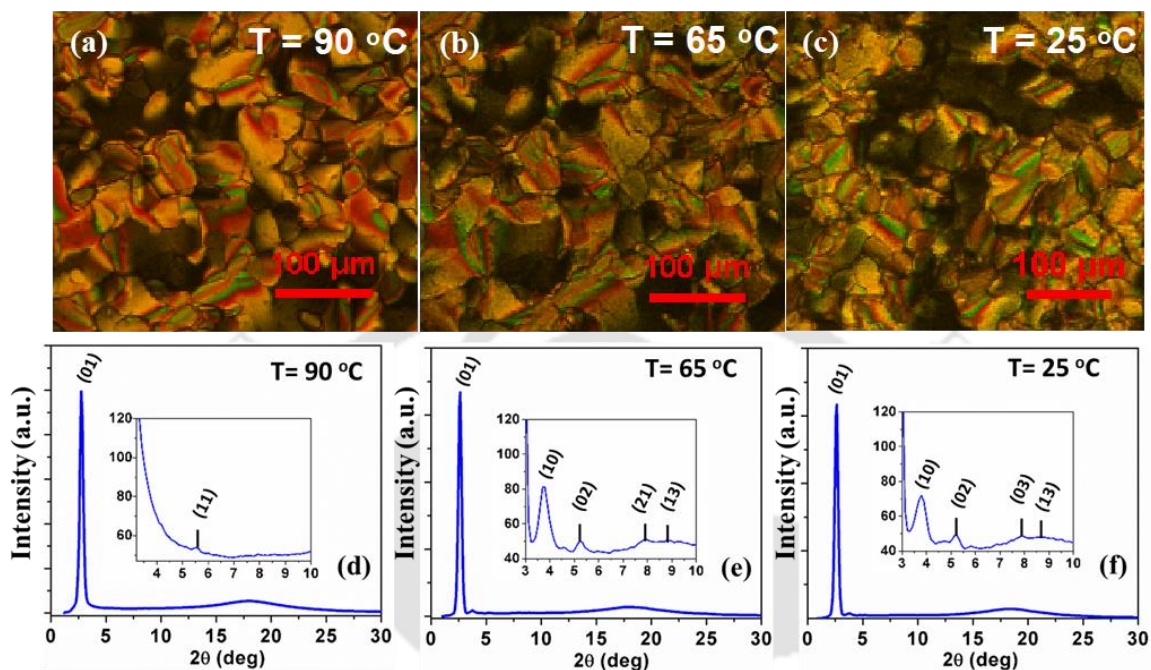 (a) T = 90 °C
(b) T = 65 °C
(c) T = 25 °C
100 µm
100 µm
100 µm
(01)
T= 90 °C
120
100
80
60
(11)
4 5 6 7 8 9 10
(d)
Intensity (a.u.)
0 5 10 15 20 25 30
2θ (deg)
(01)
T= 65 °C
120
100
80
60
40
(10)
(02)
(21)
(13)
3 4 5 6 7 8 9 10
(e)
Intensity (a.u.)
0 5 10 15 20 25 30
2θ (deg)
(01)
T= 25 °C
120
100
80
60
40
(10)
(02)
(03)
(13)
3 4 5 6 7 8 9 10
(f)
Intensity (a.u.)
0 5 10 15 20 25 30
2θ (deg)